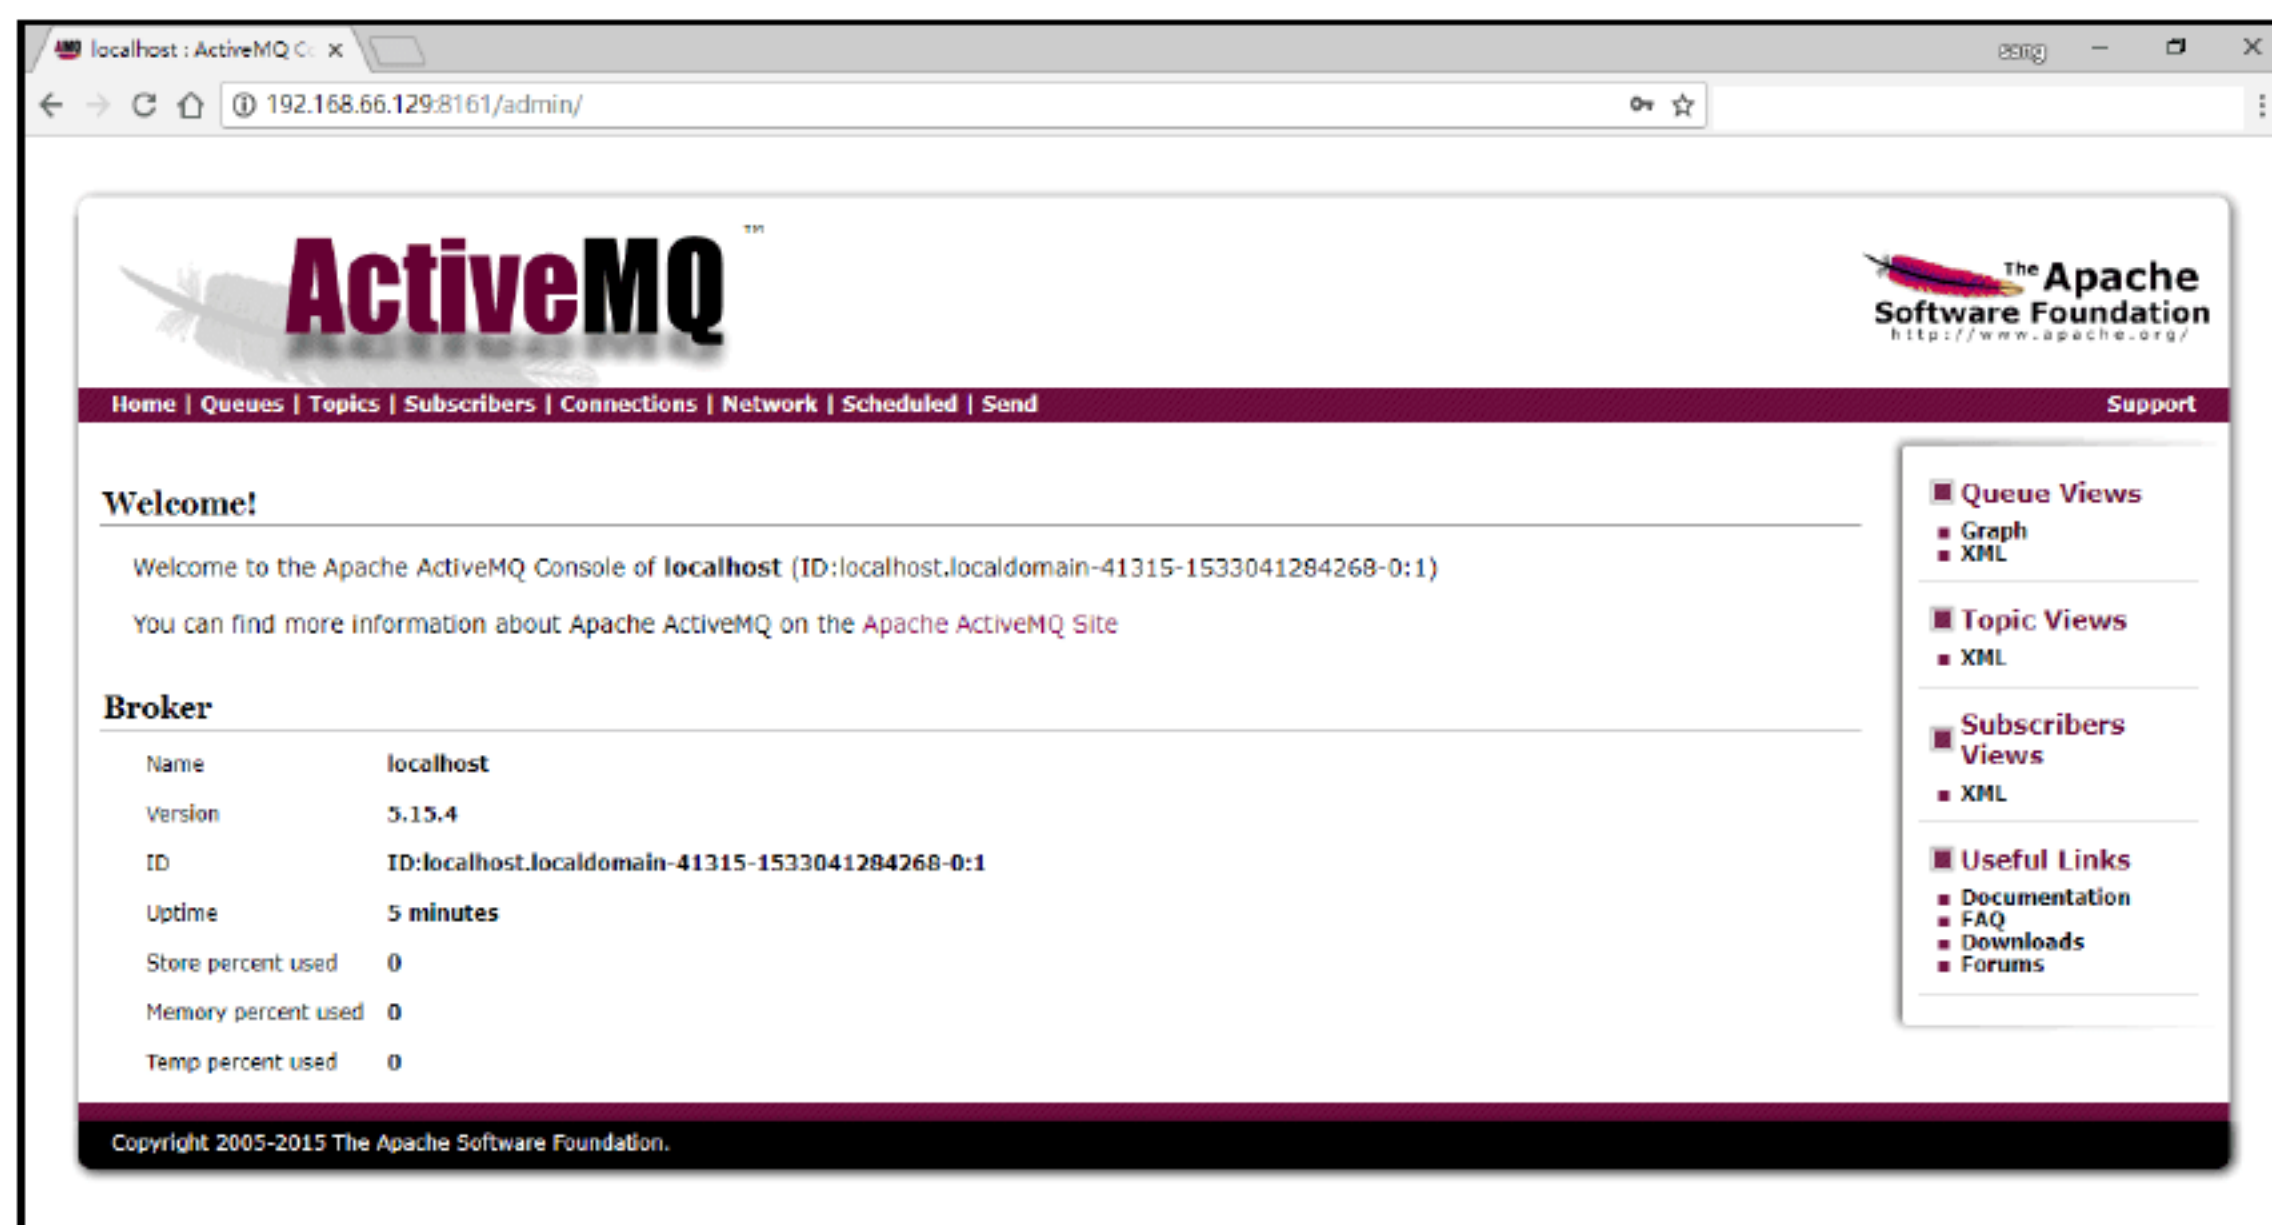 localhost : ActiveMQ Co
sang
192.168.66.129:8161/admin/
ActiveMQ ™
The Apache
Software Foundation
http://www.apache.org/
Home | Queues | Topics | Subscribers | Connections | Network | Scheduled | Send
Support
Welcome!
Welcome to the Apache ActiveMQ Console of localhost (ID:localhost.localdomain-41315-1533041284268-0:1)
You can find more information about Apache ActiveMQ on the Apache ActiveMQ Site
Broker
Name localhost
Version 5.15.4
ID ID:localhost.localdomain-41315-1533041284268-0:1
Uptime 5 minutes
Store percent used 0
Memory percent used 0
Temp percent used 0
Queue Views
Graph
XML
Topic Views
XML
Subscribers
Views
XML
Useful Links
Documentation
FAQ
Downloads
Forums
Copyright 2005-2015 The Apache Software Foundation.